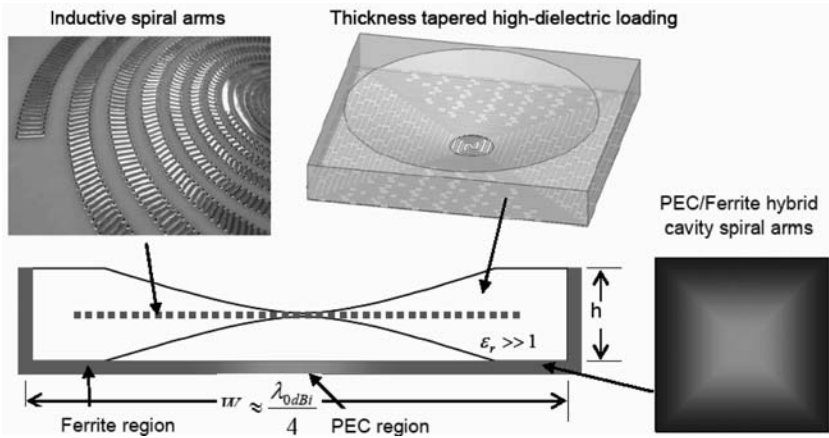 Inductive spiral arms
Thickness tapered high-dielectric loading
PEC/Ferrite hybrid
cavity spiral arms
h
εr >> 1
W ≈ λ0dBi / 4
Ferrite region
PEC region